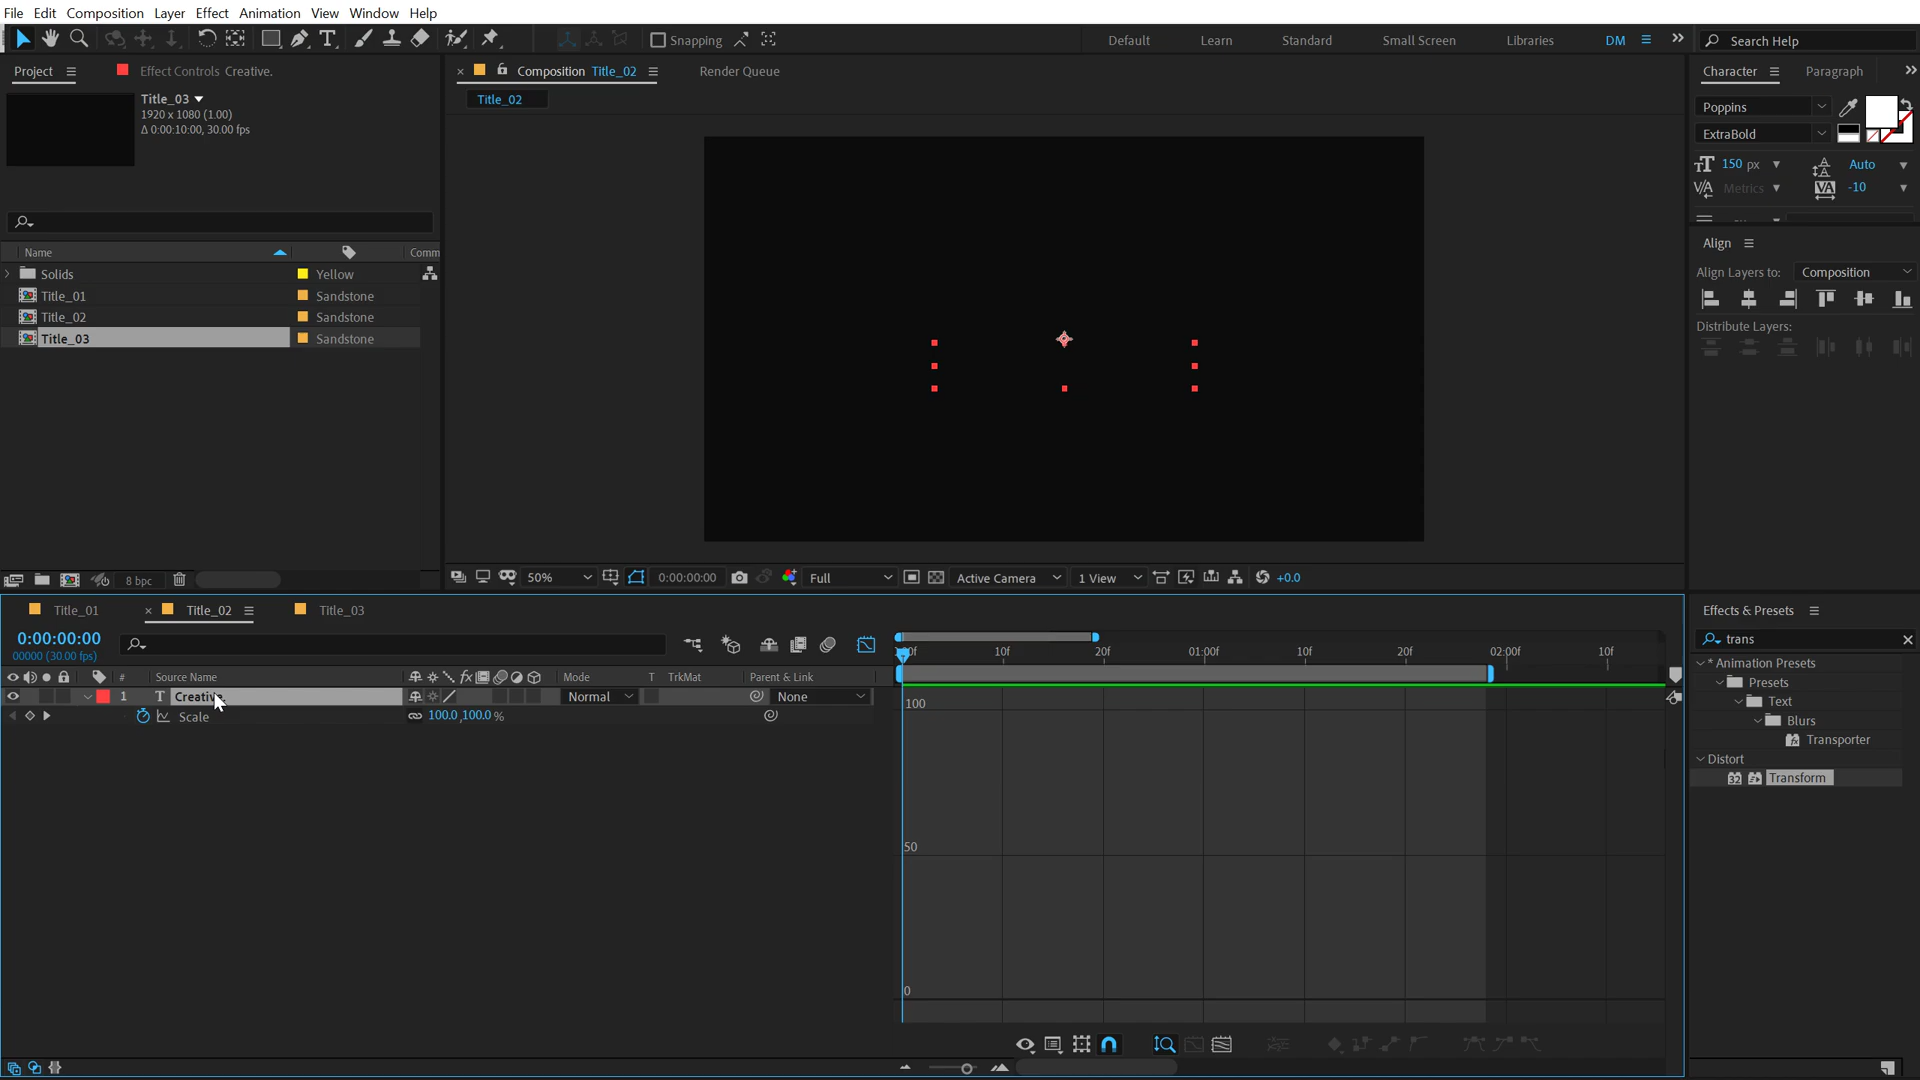 File Edit Composition Layer Effect Animation View Window Help
Snapping Default Learn Standard Small Screen Libraries DM Search Help
Project Effect Controls Creative.
Title_03
1920 x 1080 (1.00)
Δ 0:00:10:00, 30.00 fps
Name Comm
Solids Yellow
Title_01 Sandstone
Title_02 Sandstone
Title_03 Sandstone
8 bpc
× Composition Title_02 Render Queue
Title_02
50% 0:00:00:00 Full Active Camera 1 View +0.0
Character Paragraph
Poppins
ExtraBold
150 px Auto
Metrics -10
Align
Align Layers to: Composition
Distribute Layers:
Title_01 × Title_02 Title_03
0:00:00:00
00000 (30.00 fps)
# Source Name Mode T TrkMat Parent & Link
1 T Creative. Normal None
Scale 100.0,100.0 %
:00f 10f 20f 01:00f 10f 20f 02:00f 10f
100
50
0
Effects & Presets
trans
* Animation Presets
Presets
Text
Blurs
Transporter
Distort
32 Transform